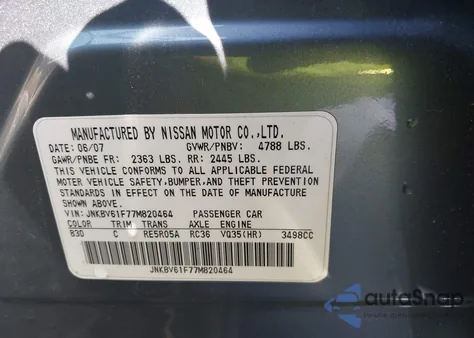 MANUFACTURED BY NISSAN MOTOR CO.,LTD.
DATE: 06/07 GVWR/PNBV: 4788 LBS.
GAWR/PNBE FR: 2363 LBS. RR: 2445 LBS.
THIS VEHICLE CONFORMS TO ALL APPLICABLE FEDERAL
MOTOR VEHICLE SAFETY, BUMPER, AND THEFT PREVENTION
STANDARDS IN EFFECT ON THE DATE OF MANUFACTURE
SHOWN ABOVE.
VIN: JNKBV61F77M820464 PASSENGER CAR
COLOR TRIM TRANS AXLE ENGINE
B30 C RE5R05A RC36 VQ35(HR) 3498CC
JNKBV61F77M820464
autoSnap